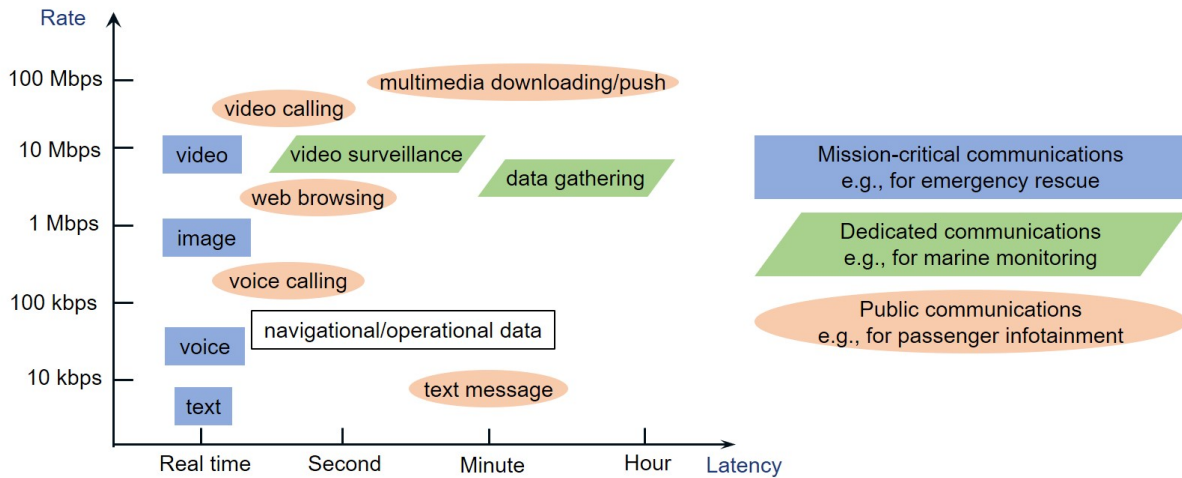 Rate
100 Mbps
multimedia downloading/push
video calling
10 Mbps
video
video surveillance
data gathering
web browsing
1 Mbps
image
voice calling
100 kbps
navigational/operational data
voice
10 kbps
text message
text
Real time
Second
Minute
Hour
Latency
Mission-critical communications
e.g., for emergency rescue
Dedicated communications
e.g., for marine monitoring
Public communications
e.g., for passenger infotainment